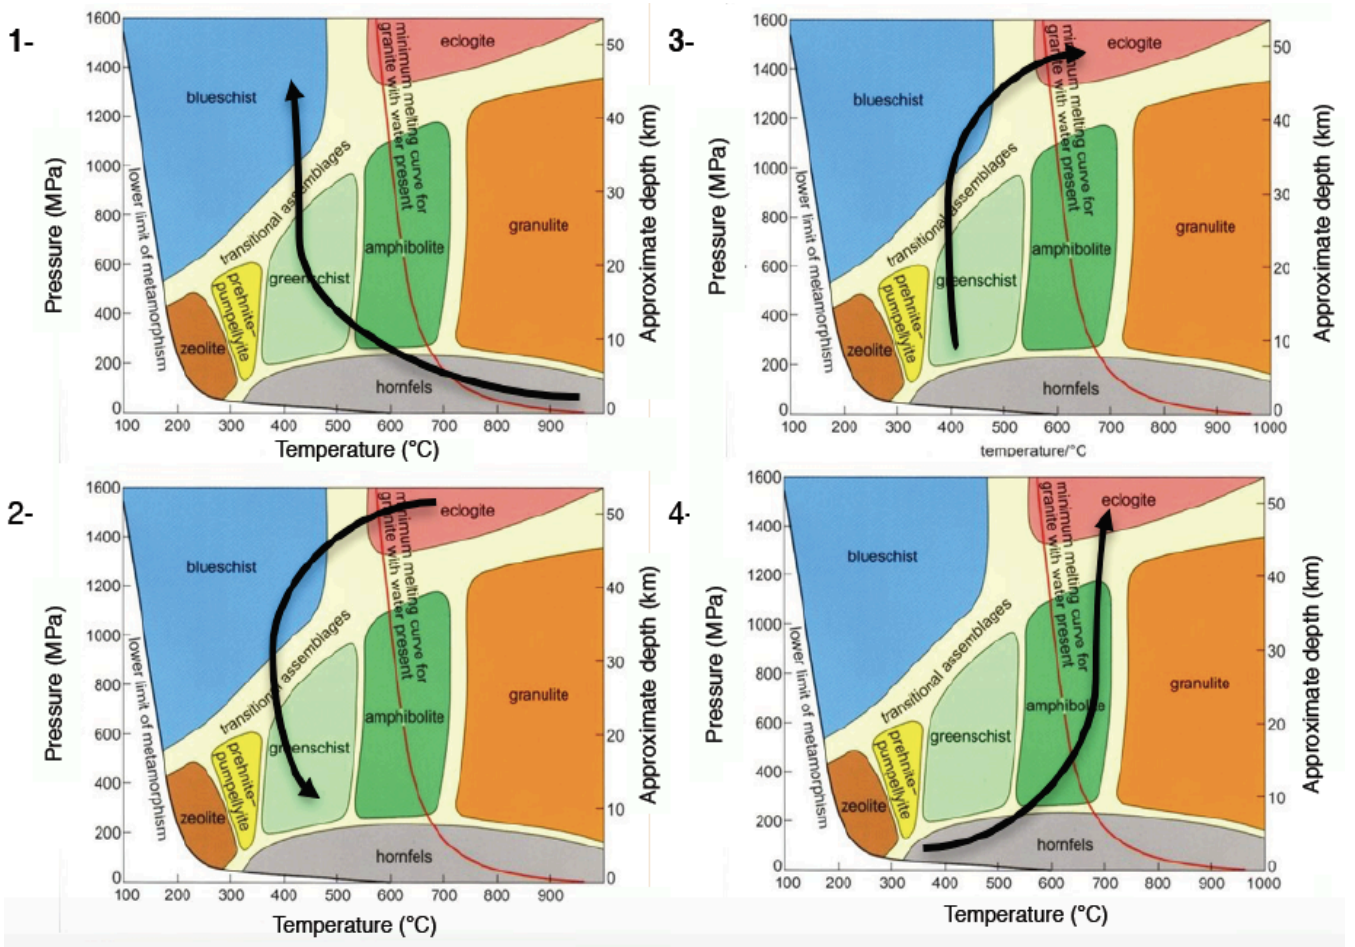 1-
1600
1400
1200
1000
800
600
400
200
0
Pressure (MPa)
100 200 300 400 500 600 700 800 900
Temperature (°C)
50
40
30
20
10
0
Approximate depth (km)
blueschist
eclogite
minimum melting curve for
granite with water present
transitional assemblages
lower limit of metamorphism
prehnite-
pumpellyite
zeolite
greenschist
amphibolite
granulite
hornfels
3-
1600
1400
1200
1000
800
600
400
200
0
Pressure (MPa)
100 200 300 400 500 600 700 800 900 1000
temperature/°C
50
40
30
20
10
0
Approximate depth (km)
blueschist
eclogite
minimum melting curve for
granite with water present
transitional assemblages
lower limit of metamorphism
prehnite-
pumpellyite
zeolite
greenschist
amphibolite
granulite
hornfels
2-
1600
1400
1200
1000
800
600
400
200
0
Pressure (MPa)
100 200 300 400 500 600 700 800 900
Temperature (°C)
50
40
30
20
10
0
Approximate depth (km)
blueschist
eclogite
minimum melting curve for
granite with water present
transitional assemblages
lower limit of metamorphism
prehnite-
pumpellyite
zeolite
greenschist
amphibolite
granulite
hornfels
4-
1600
1400
1200
1000
800
600
400
200
0
Pressure (MPa)
100 200 300 400 500 600 700 800 900 1000
Temperature (°C)
50
40
30
20
10
0
Approximate depth (km)
blueschist
eclogite
minimum melting curve for
granite with water present
transitional assemblages
lower limit of metamorphism
prehnite-
pumpellyite
zeolite
greenschist
amphibolite
granulite
hornfels